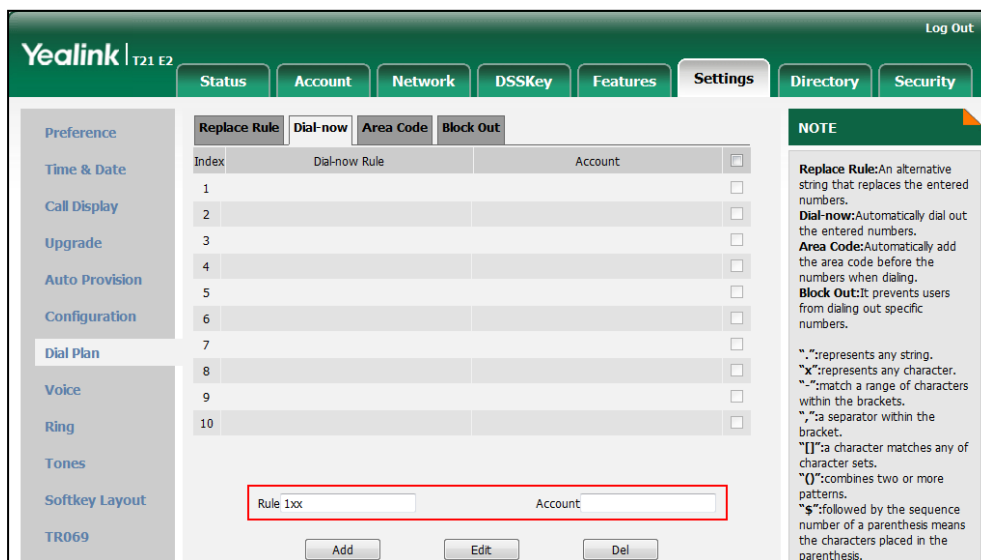 Log Out
Yealink | T21 E2
Status Account Network DSSKey Features Settings Directory Security
Preference
Time & Date
Call Display
Upgrade
Auto Provision
Configuration
Dial Plan
Voice
Ring
Tones
Softkey Layout
TR069
Replace Rule Dial-now Area Code Block Out
Index Dial-now Rule Account
1
2
3
4
5
6
7
8
9
10
Rule 1xx Account
Add Edit Del
NOTE
Replace Rule:An alternative
string that replaces the entered
numbers.
Dial-now:Automatically dial out
the entered numbers.
Area Code:Automatically add
the area code before the
numbers when dialing.
Block Out:It prevents users
from dialing out specific
numbers.
".":represents any string.
"x":represents any character.
"-":match a range of characters
within the brackets.
",":a separator within the
bracket.
"[]":a character matches any of
character sets.
"()":combines two or more
patterns.
"$":followed by the sequence
number of a parenthesis means
the characters placed in the
parenthesis.